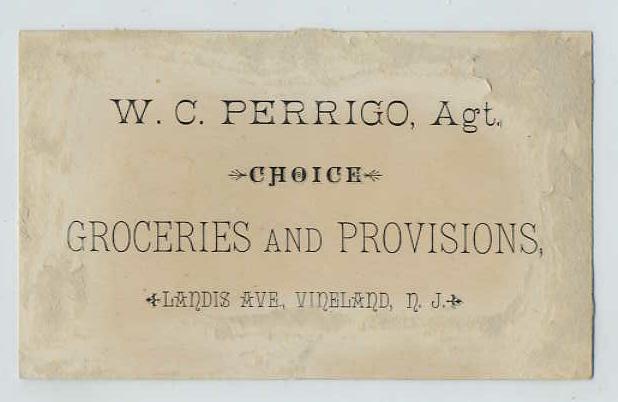 W. C. PERRIGO, Agt.
CHOICE
GROCERIES AND PROVISIONS,
LANDIS AVE., VINELAND, N. J.